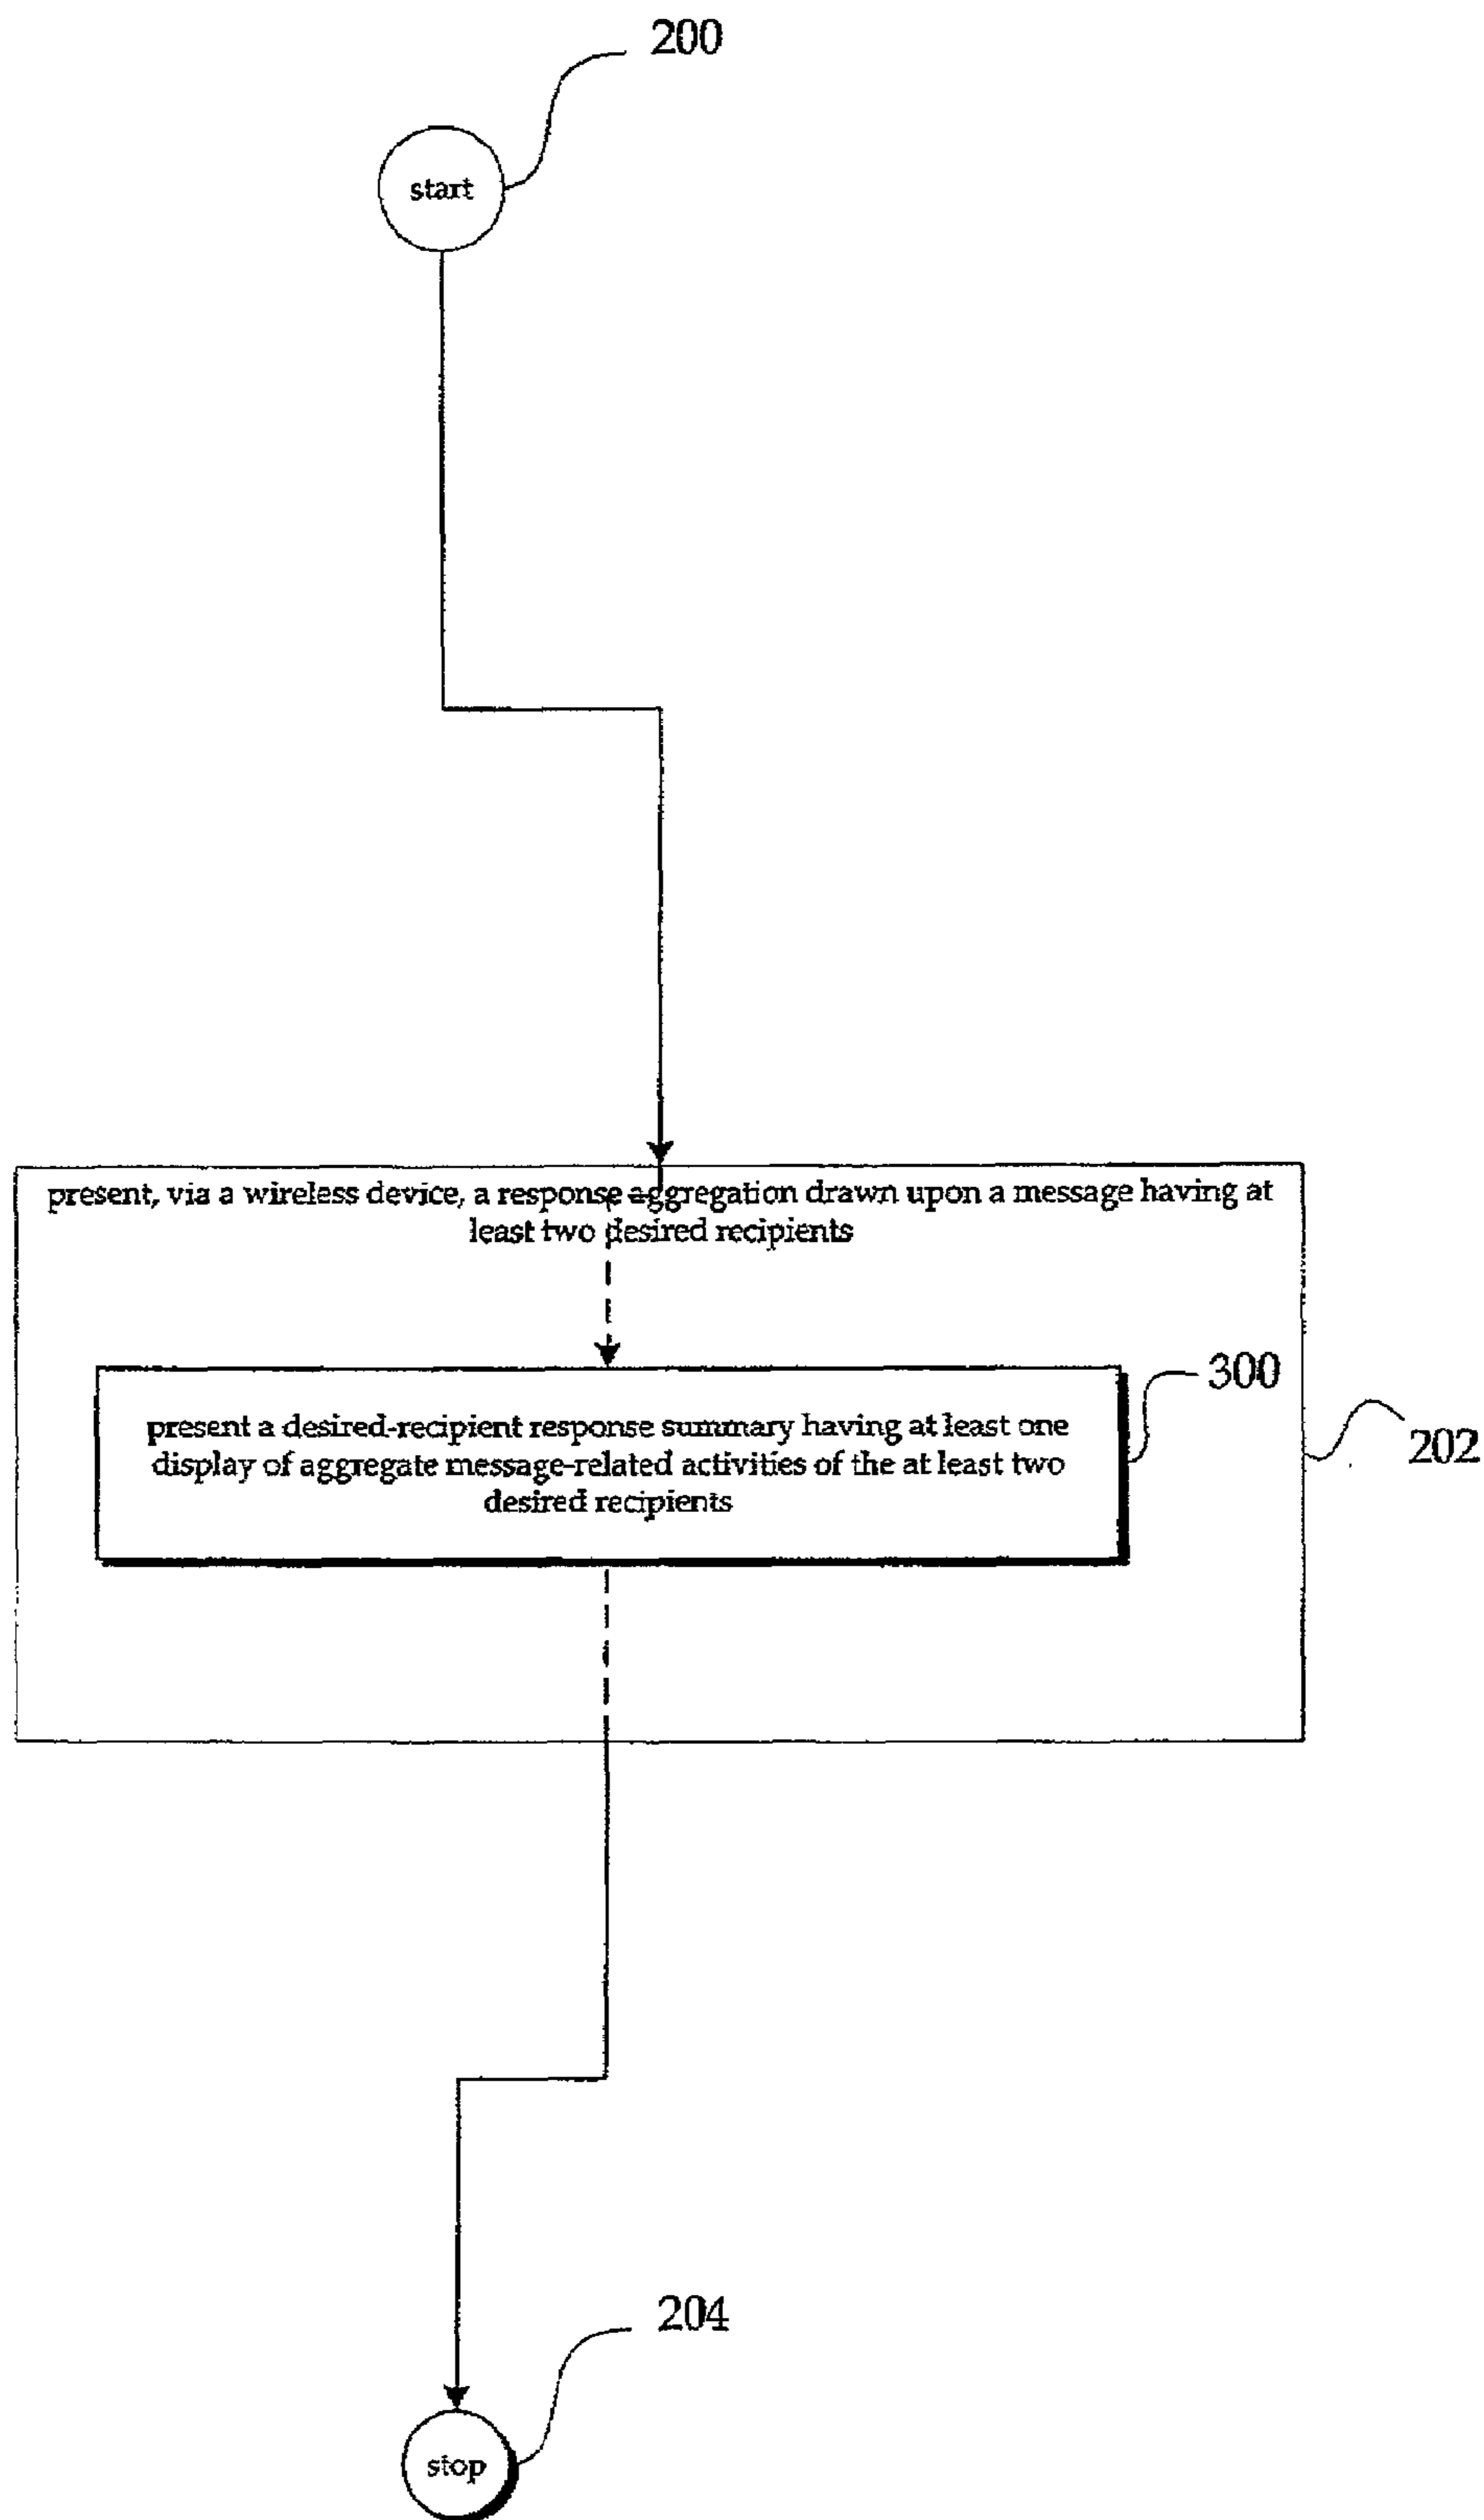 200
start
present, via a wireless device, a response aggregation drawn upon a message having at
least two desired recipients
300
present a desired-recipient response summary having at least one
display of aggregate message-related activities of the at least two
desired recipients
202
204
stop